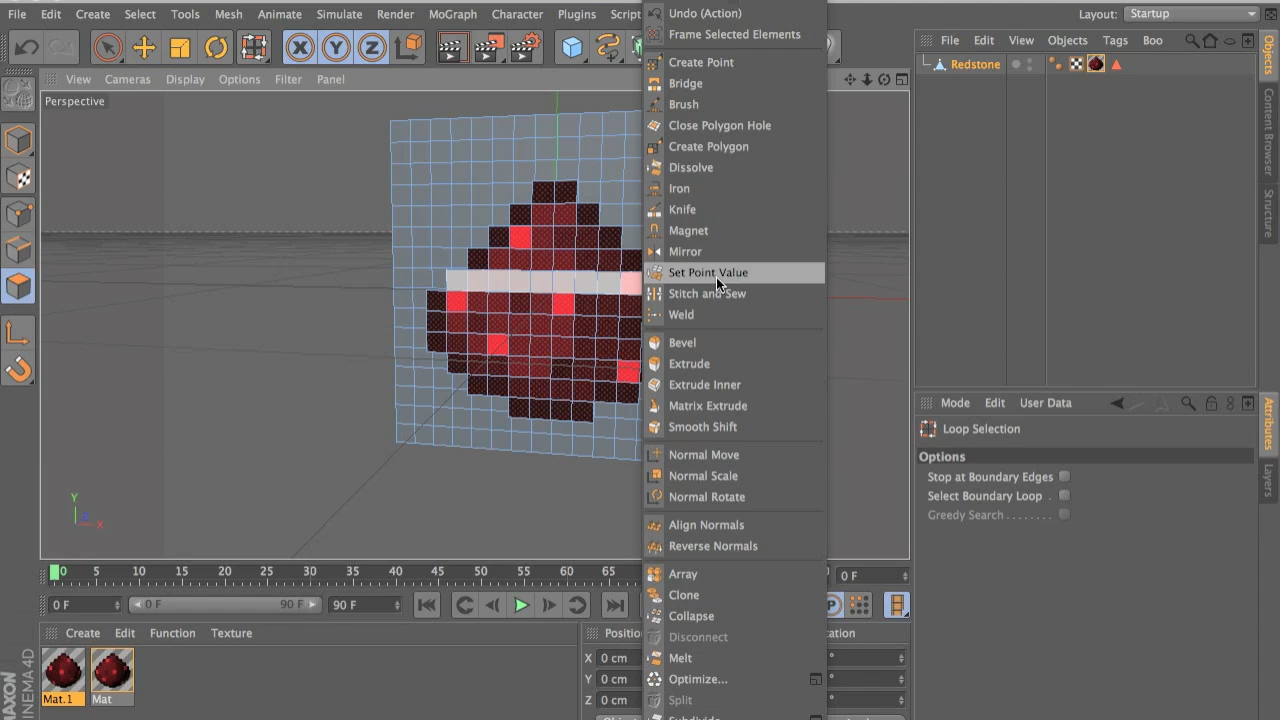 File Edit Create Select Tools Mesh Animate Simulate Render MoGraph Character Plugins Script
Layout: Startup
X Y Z
View Cameras Display Options Filter Panel
Perspective
Y
X
Undo (Action)
Frame Selected Elements
Create Point
Bridge
Brush
Close Polygon Hole
Create Polygon
Dissolve
Iron
Knife
Magnet
Mirror
Set Point Value
Stitch and Sew
Weld
Bevel
Extrude
Extrude Inner
Matrix Extrude
Smooth Shift
Normal Move
Normal Scale
Normal Rotate
Align Normals
Reverse Normals
Array
Clone
Collapse
Disconnect
Melt
Optimize...
Split
File Edit View Objects Tags Boo
Redstone
Objects
Content Browser
Structure
Mode Edit User Data
Loop Selection
Options
Stop at Boundary Edges
Select Boundary Loop .
Greedy Search . . . . . . . .
Attributes
Layers
0 5 10 15 20 25 30 35 40 45 50 55 60 65
0 F
0 F 0 F 90 F 90 F
P
Create Edit Function Texture
Mat.1 Mat
MAXON
CINEMA 4D
X 0 cm
Y 0 cm
Z 0 cm